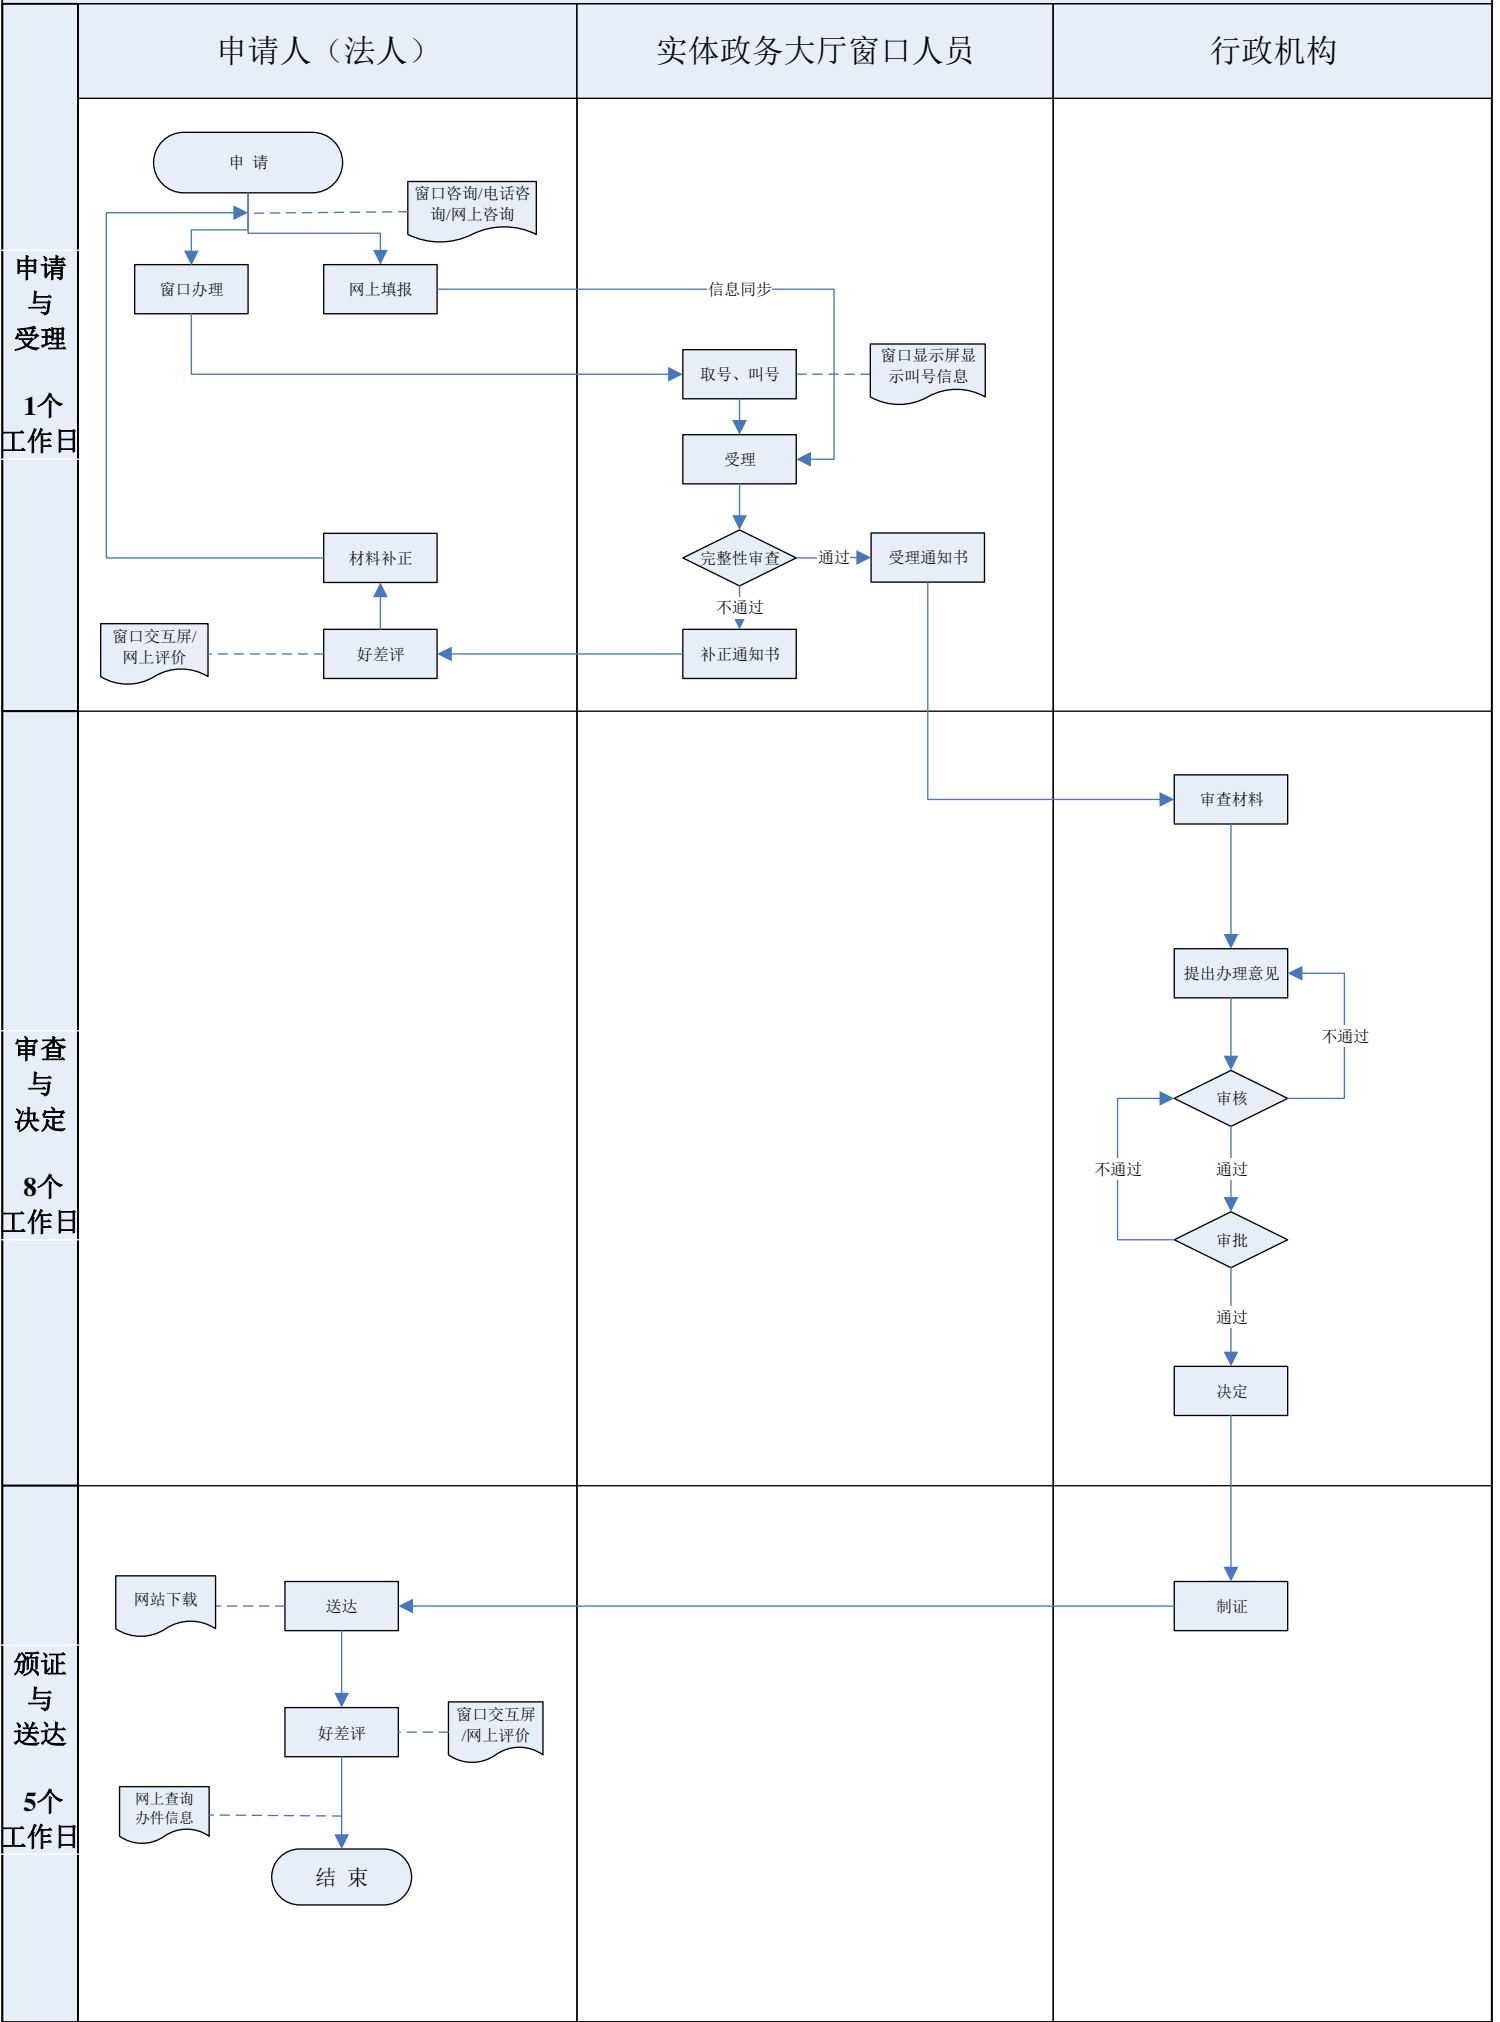 申请人（法人）
实体政务大厅窗口人员
行政机构
申请
与
受理
1个
工作日
申 请
窗口咨询/电话咨
询/网上咨询
窗口办理
网上填报
信息同步
取号、叫号
窗口显示屏显
示叫号信息
受理
完整性审查
通过
受理通知书
不通过
材料补正
窗口交互屏/
网上评价
好差评
补正通知书
审查
与
决定
8个
工作日
审查材料
提出办理意见
不通过
审核
不通过
通过
审批
通过
决定
颁证
与
送达
5个
工作日
网站下载
送达
制证
好差评
窗口交互屏
/网上评价
网上查询
办件信息
结 束